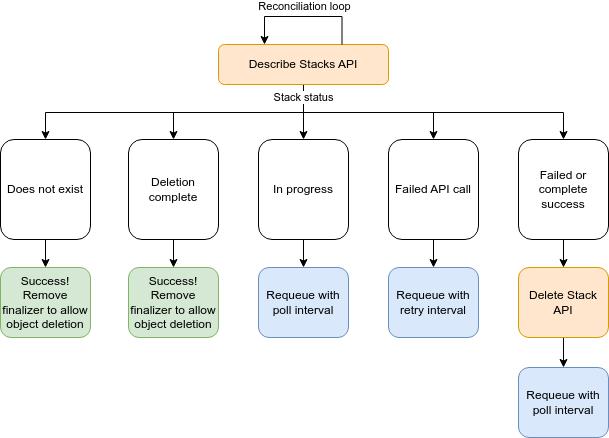 Reconciliation loop
Describe Stacks API
Stack status
Does not exist
Deletion
complete
In progress
Failed API call
Failed or
complete
success
Success!
Remove
finalizer to allow
object deletion
Success!
Remove
finalizer to allow
object deletion
Requeue with
poll interval
Requeue with
retry interval
Delete Stack
API
Requeue with
poll interval